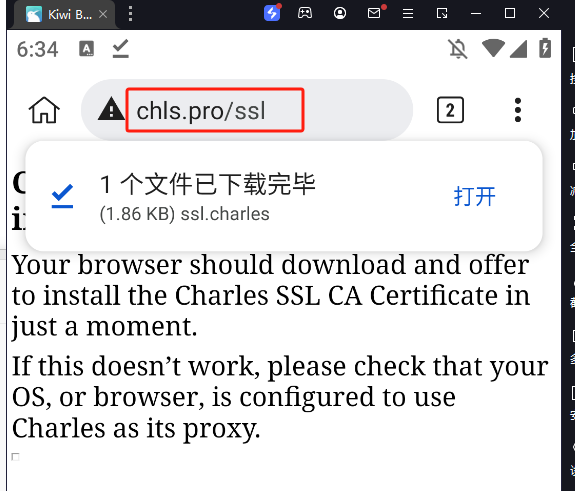 Kiwi B...
6:34
A
chls.pro/ssl
2
1 个文件已下载完毕
(1.86 KB) ssl.charles
打开
Your browser should download and offer
to install the Charles SSL CA Certificate in
just a moment.
If this doesn’t work, please check that your
OS, or browser, is configured to use
Charles as its proxy.